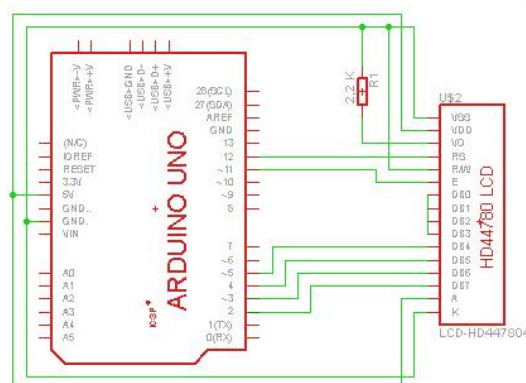 <PWR>-V
<PWR>+V
<USB>GND
<USB>D-
<USB>D+
<USB>+V
28(SCL)
27(SDA)
AREF
GND
13
12
~11
~10
~9
8
7
~6
~5
4
~3
2
1(TX)
0(RX)
(N/C)
IOREF
RESET
3.3V
5V
GND..
GND.
VIN
A0
A1
A2
A3
A4
A5
ICSP
ARDUINO UNO
2.2 K
R1
U$2
VSS
VDD
VO
RS
R/W
E
DB0
DB1
DB2
DB3
DB4
DB5
DB6
DB7
A
K
HD44780 LCD
LCD-HD447804